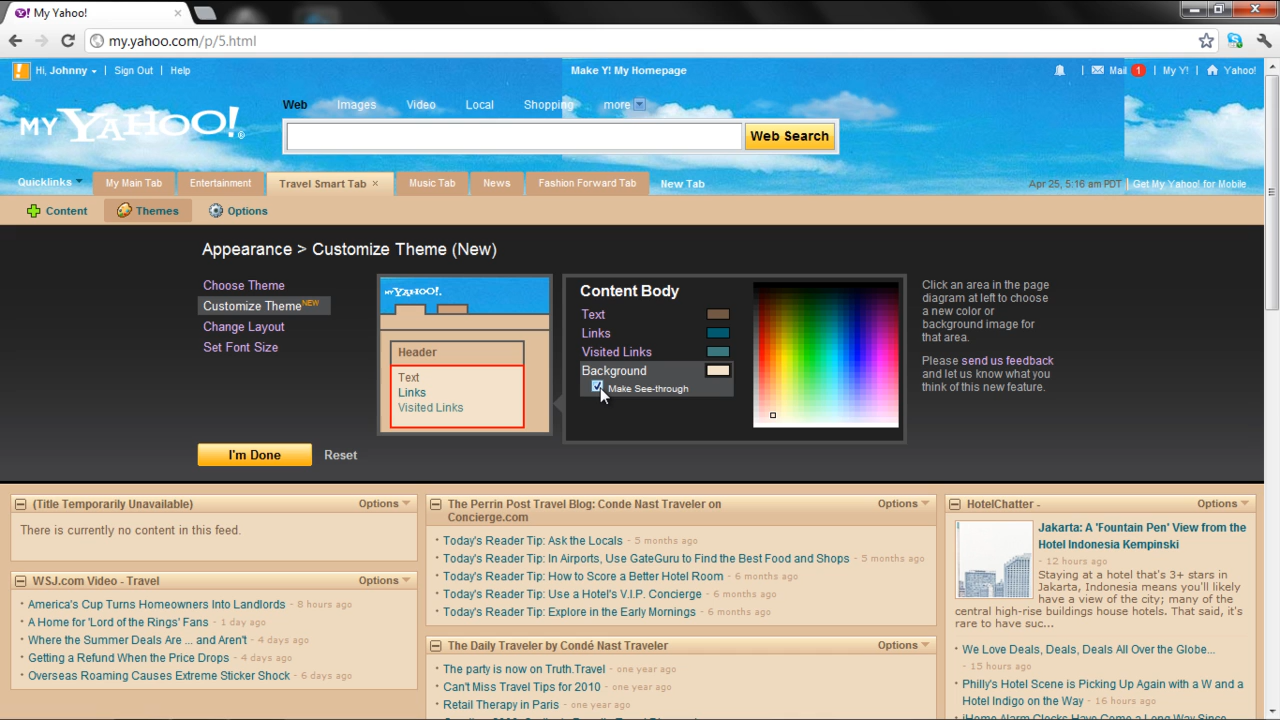 My Yahoo!
my.yahoo.com/p/5.html
Hi, Johnny | Sign Out | Help
Make Y! My Homepage
| Mail 1 | My Y! | Yahoo!
MY YAHOO!
Web Images Video Local Shopping more
Web Search
Quicklinks My Main Tab Entertainment Travel Smart Tab × Music Tab News Fashion Forward Tab New Tab
Apr 25, 5:16 am PDT | Get My Yahoo! for Mobile
Content Themes Options
Appearance > Customize Theme (New)
Choose Theme
Customize Theme NEW
Change Layout
Set Font Size
MY YAHOO!
Header
Text
Links
Visited Links
Content Body
Text
Links
Visited Links
Background
Make See-through
Click an area in the page
diagram at left to choose
a new color or
background image for
that area.
Please send us feedback
and let us know what you
think of this new feature.
I'm Done Reset
(Title Temporarily Unavailable) Options
There is currently no content in this feed.
WSJ.com Video - Travel Options
• America's Cup Turns Homeowners Into Landlords - 8 hours ago
• A Home for 'Lord of the Rings' Fans - 1 day ago
• Where the Summer Deals Are ... and Aren't - 4 days ago
• Getting a Refund When the Price Drops - 4 days ago
• Overseas Roaming Causes Extreme Sticker Shock - 6 days ago
The Perrin Post Travel Blog: Conde Nast Traveler on
Concierge.com
Options
• Today's Reader Tip: Ask the Locals - 5 months ago
• Today's Reader Tip: In Airports, Use GateGuru to Find the Best Food and Shops - 5 months ago
• Today's Reader Tip: How to Score a Better Hotel Room - 6 months ago
• Today's Reader Tip: Use a Hotel's V.I.P. Concierge - 6 months ago
• Today's Reader Tip: Explore in the Early Mornings - 6 months ago
The Daily Traveler by Condé Nast Traveler Options
• The party is now on Truth.Travel - one year ago
• Can't Miss Travel Tips for 2010 - one year ago
• Retail Therapy in Paris - one year ago
HotelChatter - Options
Jakarta: A 'Fountain Pen' View from the
Hotel Indonesia Kempinski
- 12 hours ago
Staying at a hotel that's 3+ stars in
Jakarta, Indonesia means you'll likely
have a view of the city; many of the
central high-rise buildings house hotels. That said, it's
rare to have suc...
• We Love Deals, Deals, Deals All Over the Globe...
- 15 hours ago
• Philly's Hotel Scene is Picking Up Again with a W and a
Hotel Indigo on the Way - 16 hours ago